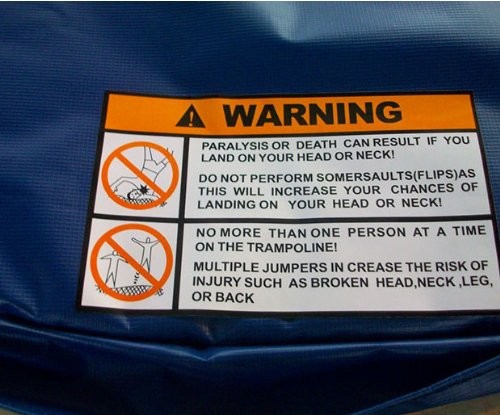 WARNING
PARALYSIS OR DEATH CAN RESULT IF YOU
LAND ON YOUR HEAD OR NECK!
DO NOT PERFORM SOMERSAULTS(FLIPS)AS
THIS WILL INCREASE YOUR CHANCES OF
LANDING ON YOUR HEAD OR NECK!
NO MORE THAN ONE PERSON AT A TIME
ON THE TRAMPOLINE!
MULTIPLE JUMPERS IN CREASE THE RISK OF
INJURY SUCH AS BROKEN HEAD,NECK ,LEG,
OR BACK